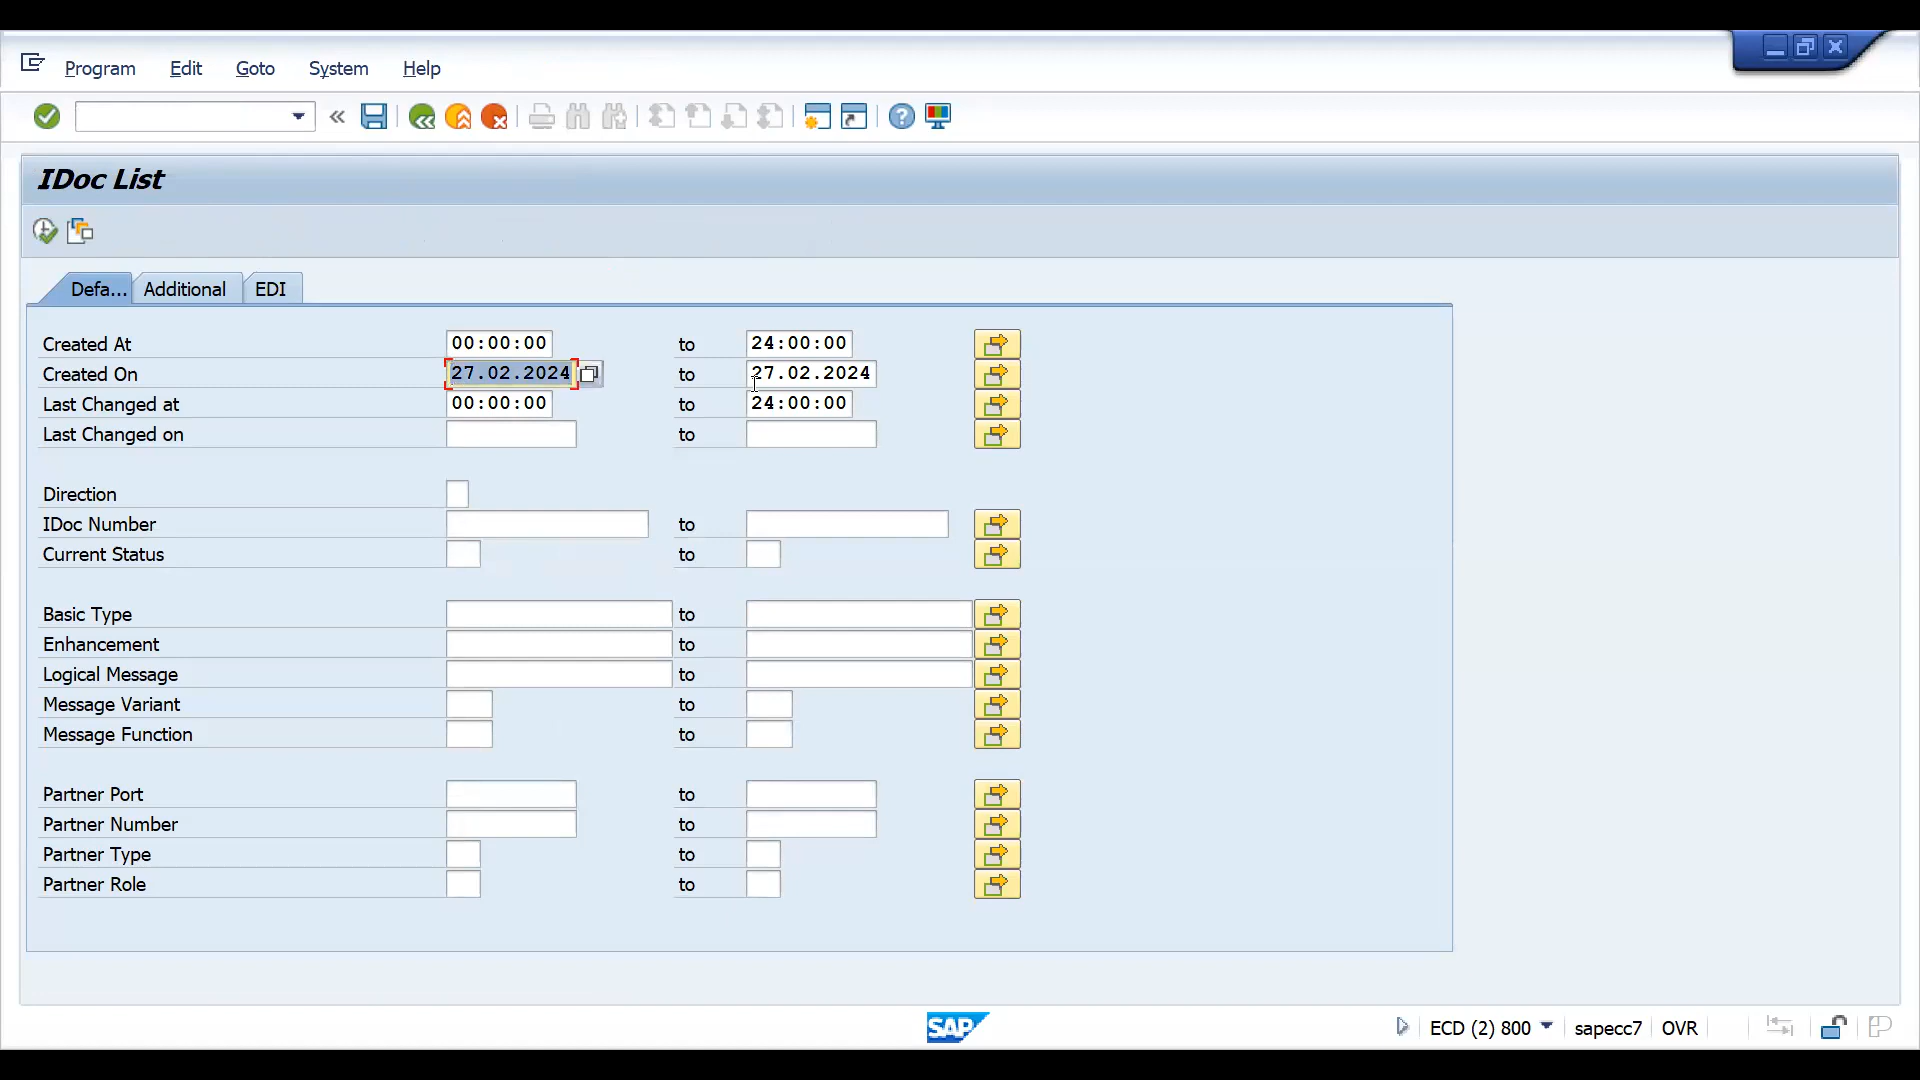 Program Edit Goto System Help
IDoc List
Defa... Additional EDI
Created At 00:00:00 to 24:00:00
Created On 27.02.2024 to 27.02.2024
Last Changed at 00:00:00 to 24:00:00
Last Changed on to
Direction
IDoc Number to
Current Status to
Basic Type to
Enhancement to
Logical Message to
Message Variant to
Message Function to
Partner Port to
Partner Number to
Partner Type to
Partner Role to
SAP ECD (2) 800 sapecc7 OVR